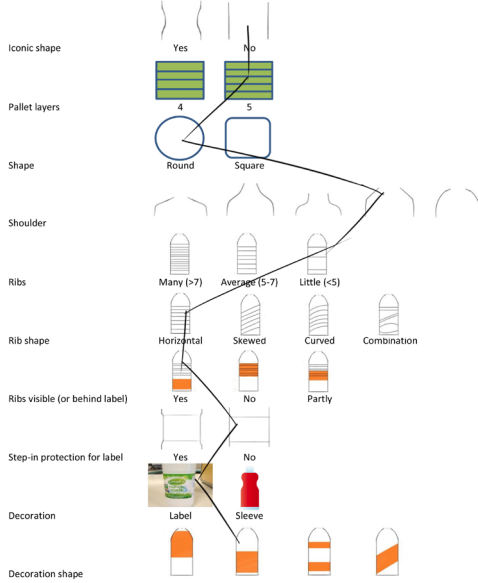 Iconic shape Yes No
Pallet layers 4 5
Shape Round Square
Shoulder
Ribs Many (>7) Average (5-7) Little (<5)
Rib shape Horizontal Skewed Curved Combination
Ribs visible (or behind label) Yes No Partly
Step-in protection for label Yes No
Decoration Label Sleeve
Decoration shape